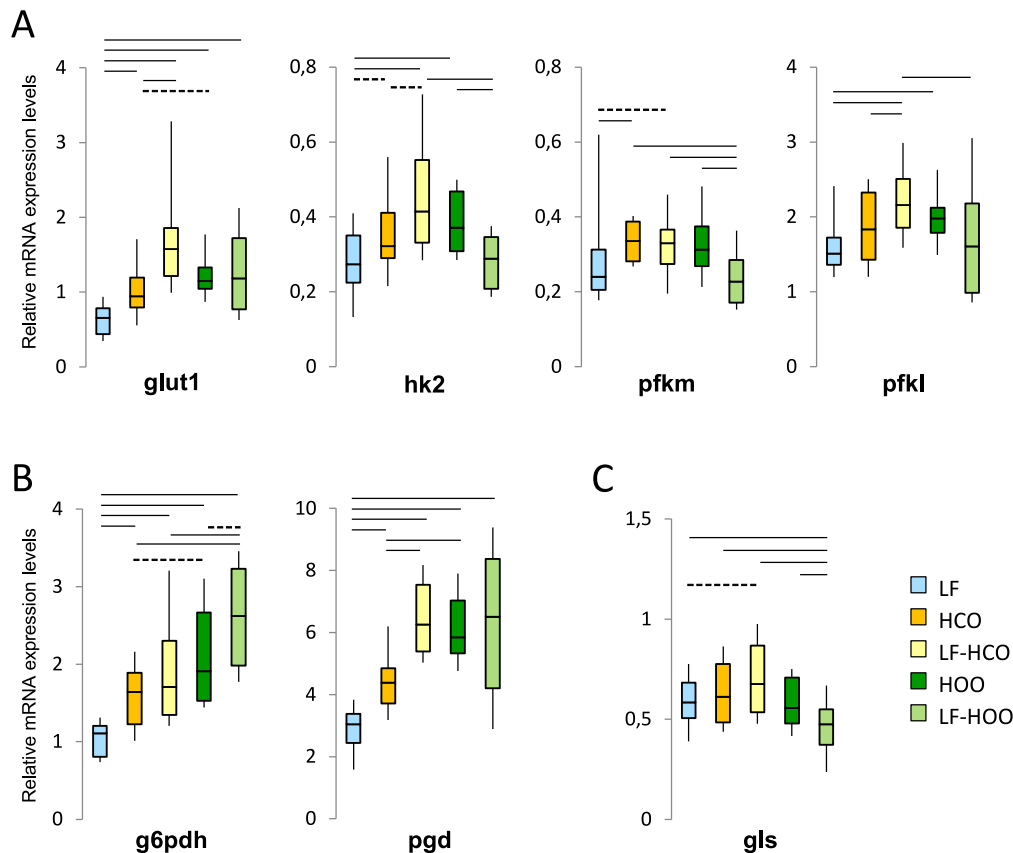 A
Relative mRNA expression levels
4
3
2
1
0
glut1
0,8
0,6
0,4
0,2
0
hk2
0,8
0,6
0,4
0,2
0
pfkm
4
3
2
1
0
pfkl
B
Relative mRNA expression levels
4
3
2
1
0
g6pdh
10
8
6
4
2
0
pgd
C
1,5
1
0,5
0
gls
LF
HCO
LF-HCO
HOO
LF-HOO